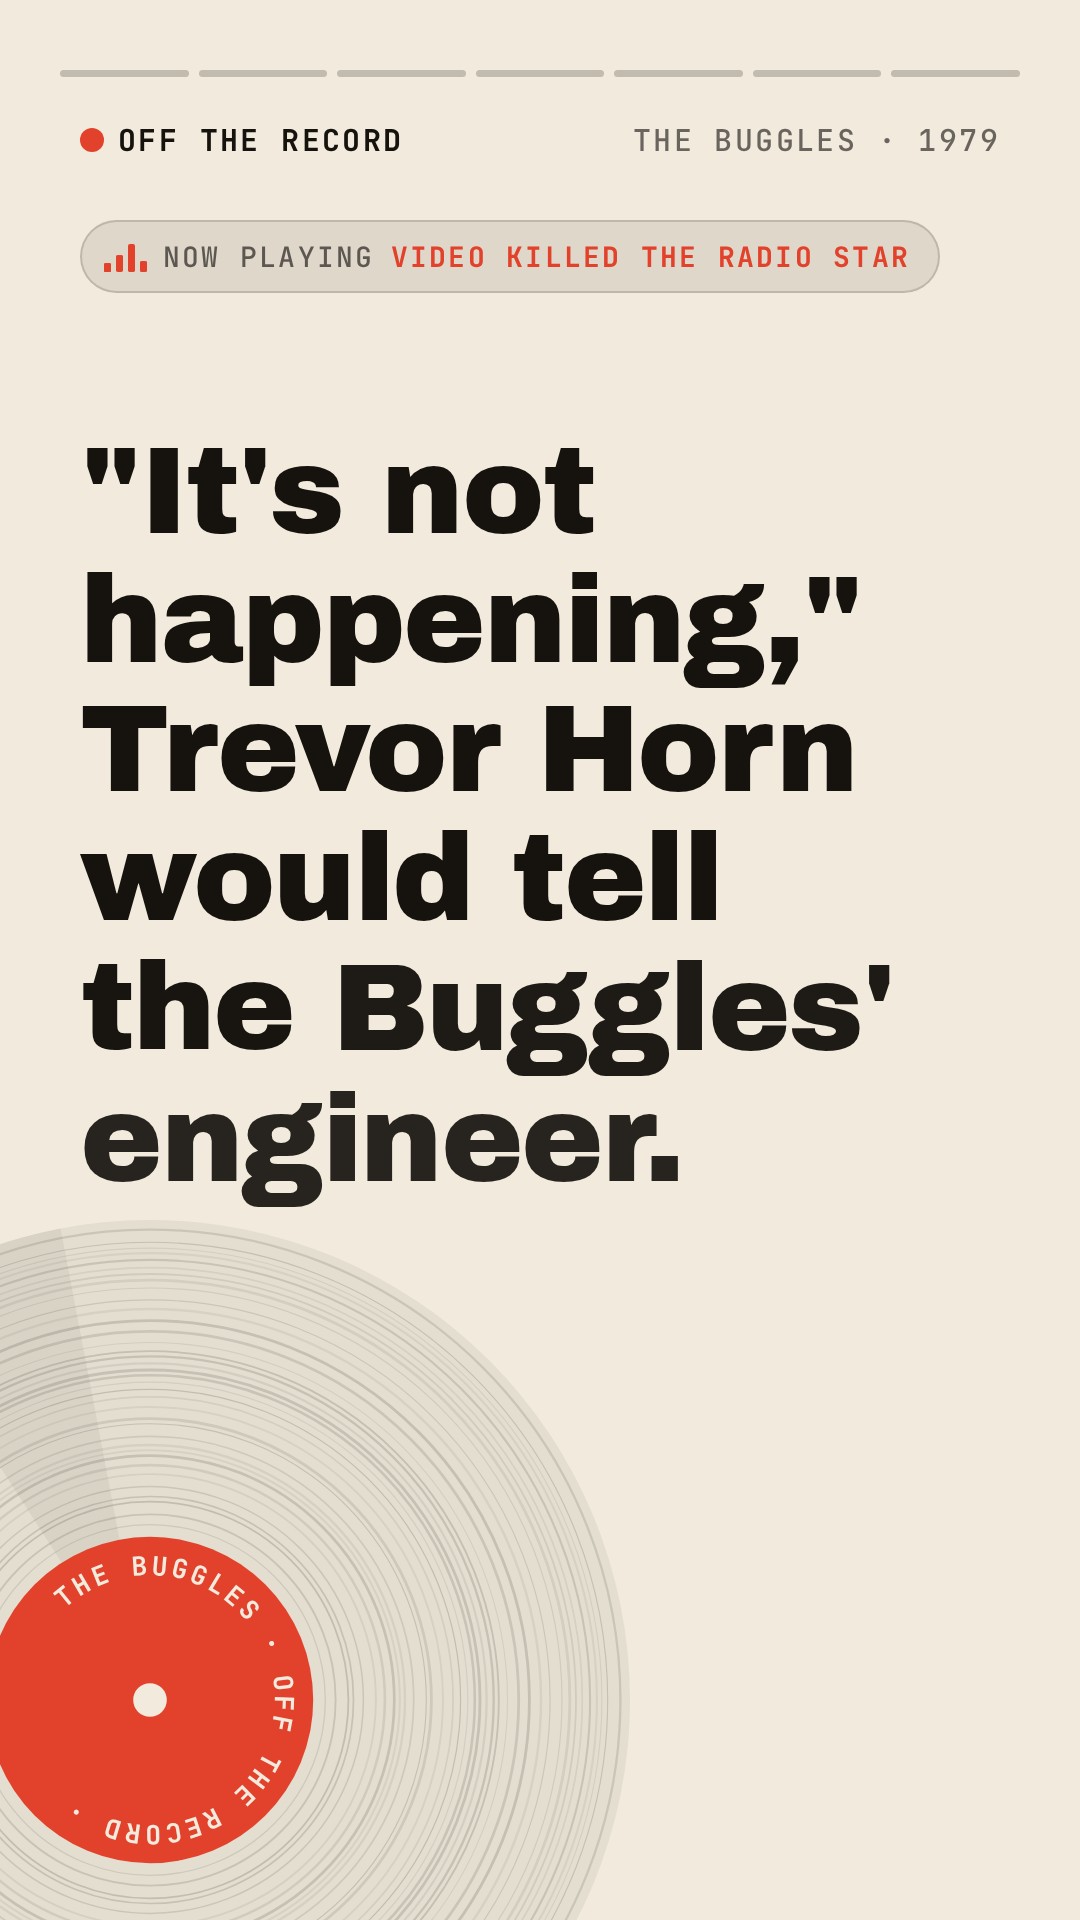 OFF THE RECORD
THE BUGGLES · 1979
NOW PLAYING VIDEO KILLED THE RADIO STAR
"It's not
happening,"
Trevor Horn
would tell
the Buggles'
engineer.
THE BUGGLES · OFF THE RECORD ·